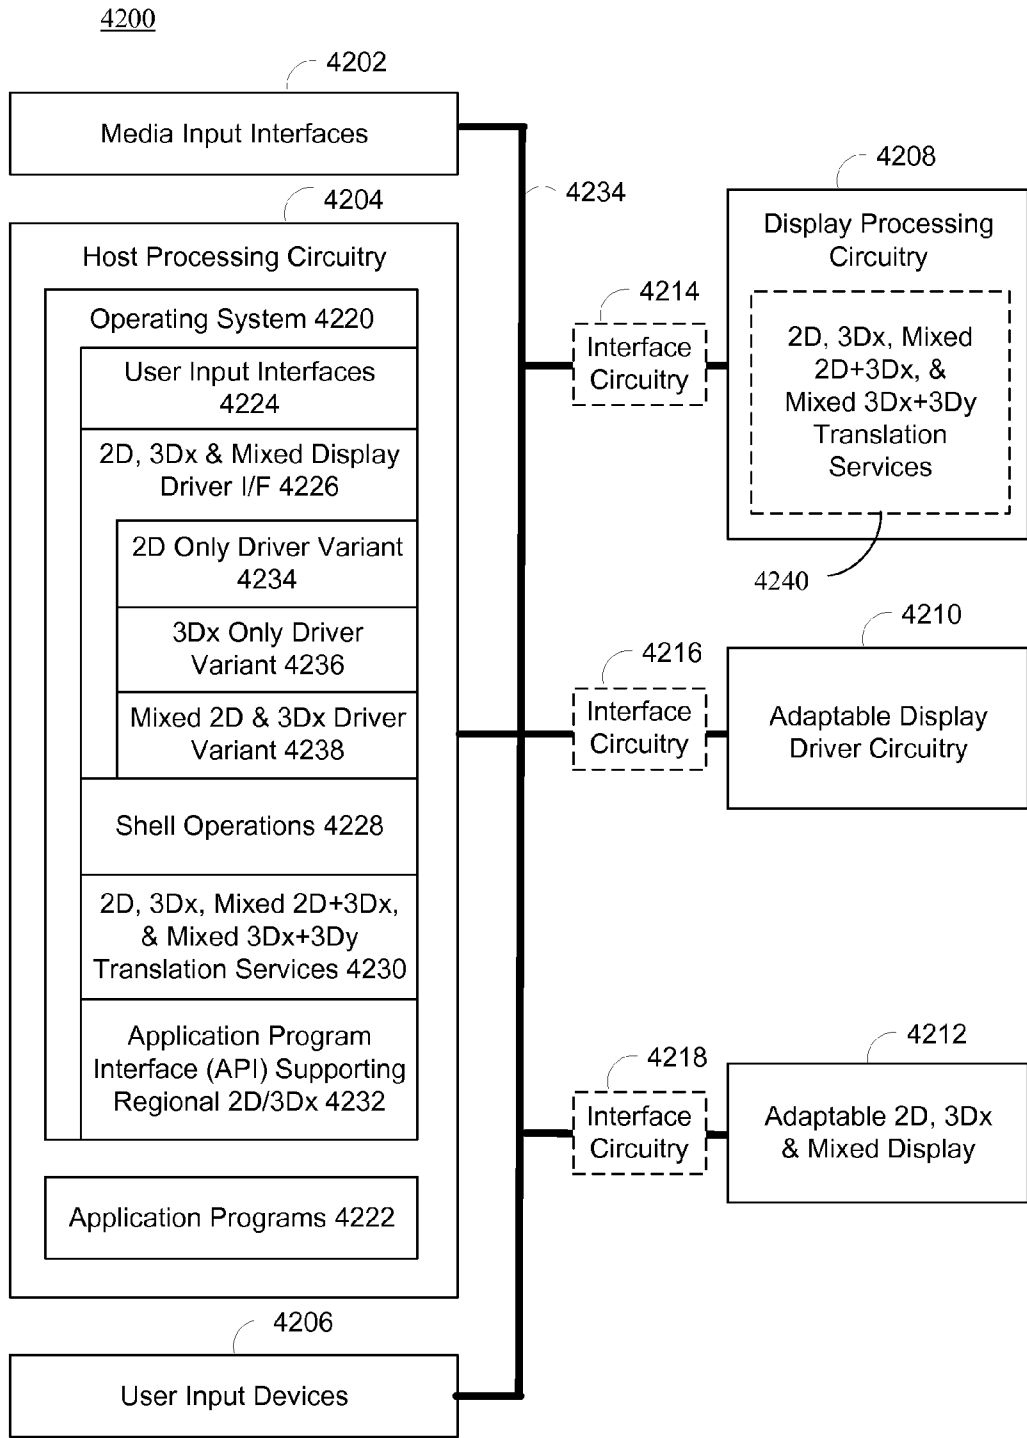 4200
4202
Media Input Interfaces
4204
Host Processing Circuitry
Operating System 4220
User Input Interfaces
4224
2D, 3Dx & Mixed Display
Driver I/F 4226
2D Only Driver Variant
4234
3Dx Only Driver
Variant 4236
Mixed 2D & 3Dx Driver
Variant 4238
Shell Operations 4228
2D, 3Dx, Mixed 2D+3Dx,
& Mixed 3Dx+3Dy
Translation Services 4230
Application Program
Interface (API) Supporting
Regional 2D/3Dx 4232
Application Programs 4222
4206
User Input Devices
4234
4214
Interface
Circuitry
4208
Display Processing
Circuitry
2D, 3Dx, Mixed
2D+3Dx, &
Mixed 3Dx+3Dy
Translation
Services
4240
4216
Interface
Circuitry
4210
Adaptable Display
Driver Circuitry
4218
Interface
Circuitry
4212
Adaptable 2D, 3Dx
& Mixed Display